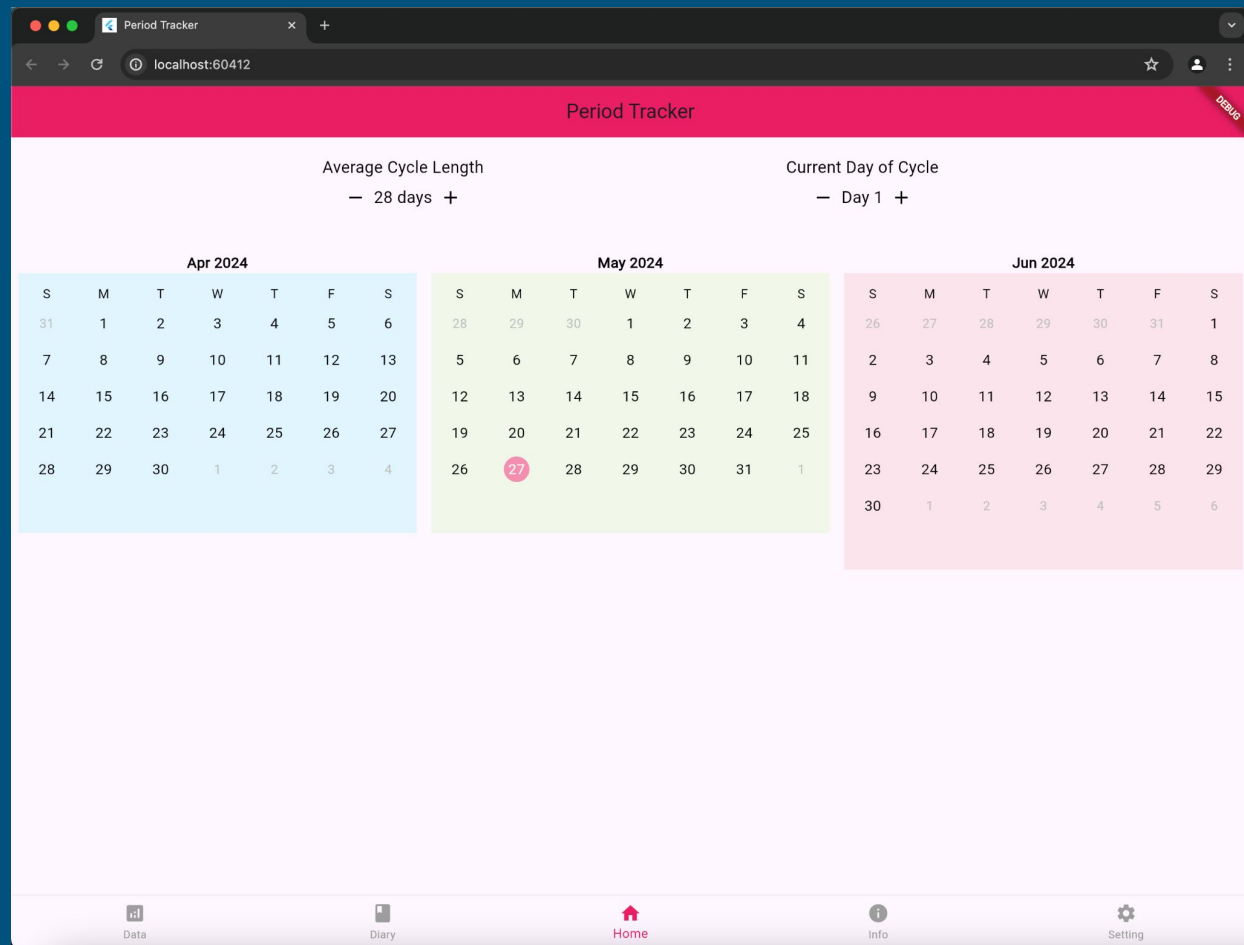 Period Tracker
localhost:60412
Period Tracker
DEBUG
Average Cycle Length
Current Day of Cycle
28 days
Day 1
Apr 2024
S M T W T F S
31 1 2 3 4 5 6
7 8 9 10 11 12 13
14 15 16 17 18 19 20
21 22 23 24 25 26 27
28 29 30 1 2 3 4
May 2024
S M T W T F S
28 29 30 1 2 3 4
5 6 7 8 9 10 11
12 13 14 15 16 17 18
19 20 21 22 23 24 25
26 27 28 29 30 31 1
Jun 2024
S M T W T F S
26 27 28 29 30 31 1
2 3 4 5 6 7 8
9 10 11 12 13 14 15
16 17 18 19 20 21 22
23 24 25 26 27 28 29
30 1 2 3 4 5 6
Data
Diary
Home
Info
Setting